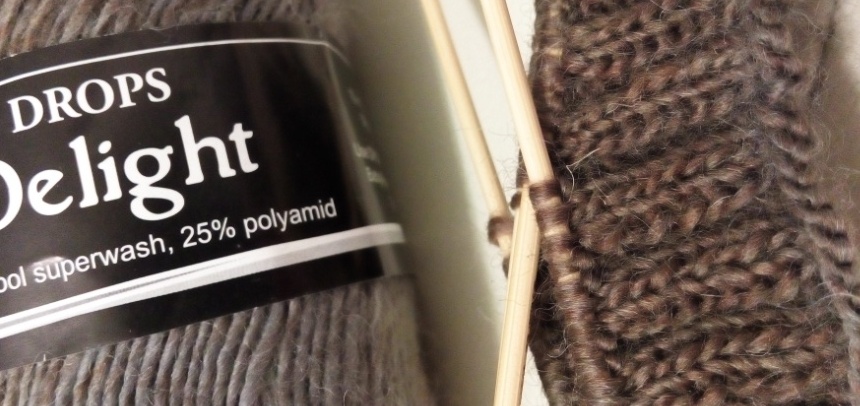 DROPS
Delight
ool superwash, 25% polyamid